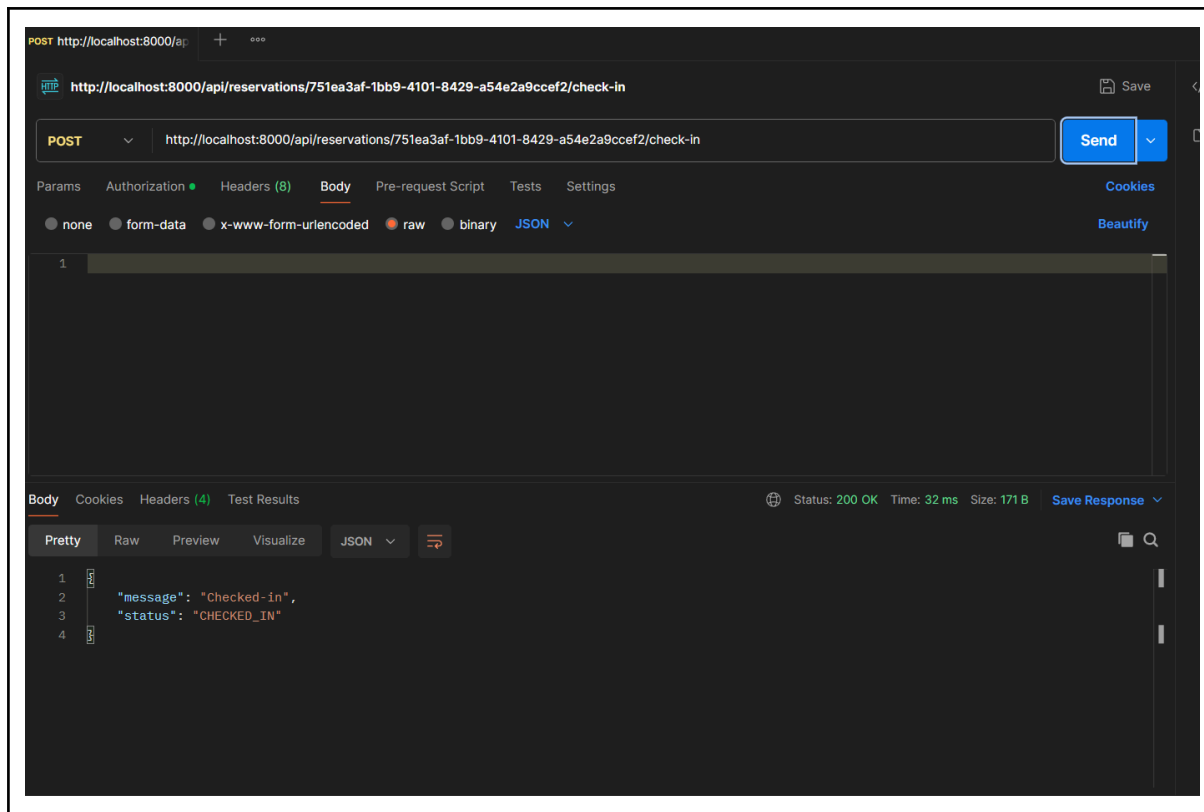 POST http://localhost:8000/ap
HTTP http://localhost:8000/api/reservations/751ea3af-1bb9-4101-8429-a54e2a9ccef2/check-in Save
POST http://localhost:8000/api/reservations/751ea3af-1bb9-4101-8429-a54e2a9ccef2/check-in Send
Params Authorization Headers (8) Body Pre-request Script Tests Settings Cookies
none form-data x-www-form-urlencoded raw binary JSON Beautify
1
Body Cookies Headers (4) Test Results Status: 200 OK Time: 32 ms Size: 171 B Save Response
Pretty Raw Preview Visualize JSON
1 {
2 "message": "Checked-in",
3 "status": "CHECKED_IN"
4 }